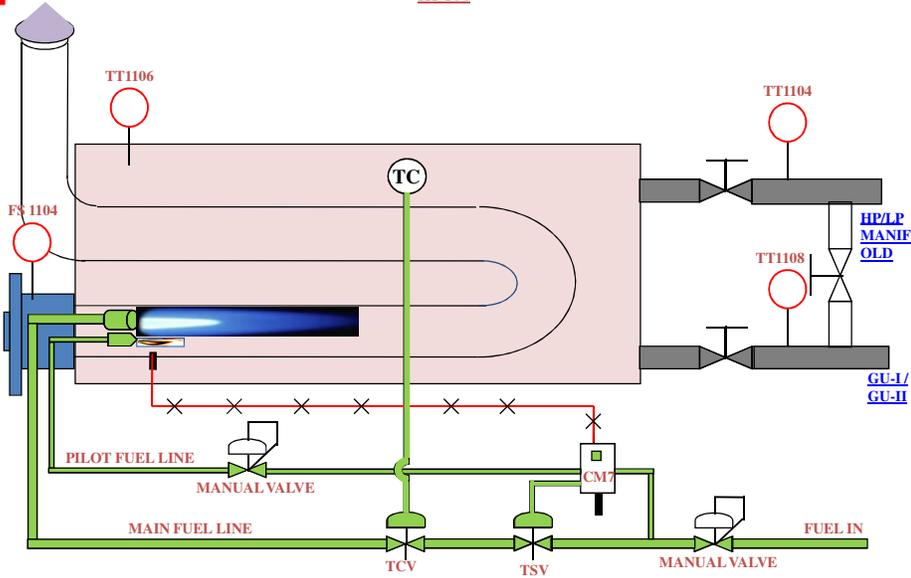 TT1106
TT1104
TC
FS 1104
HP/LP
MANIF
OLD
TT1108
GU-I /
GU-II
PILOT FUEL LINE
CM7
MANUAL VALVE
MAIN FUEL LINE
FUEL IN
TCV
TSV
MANUAL VALVE